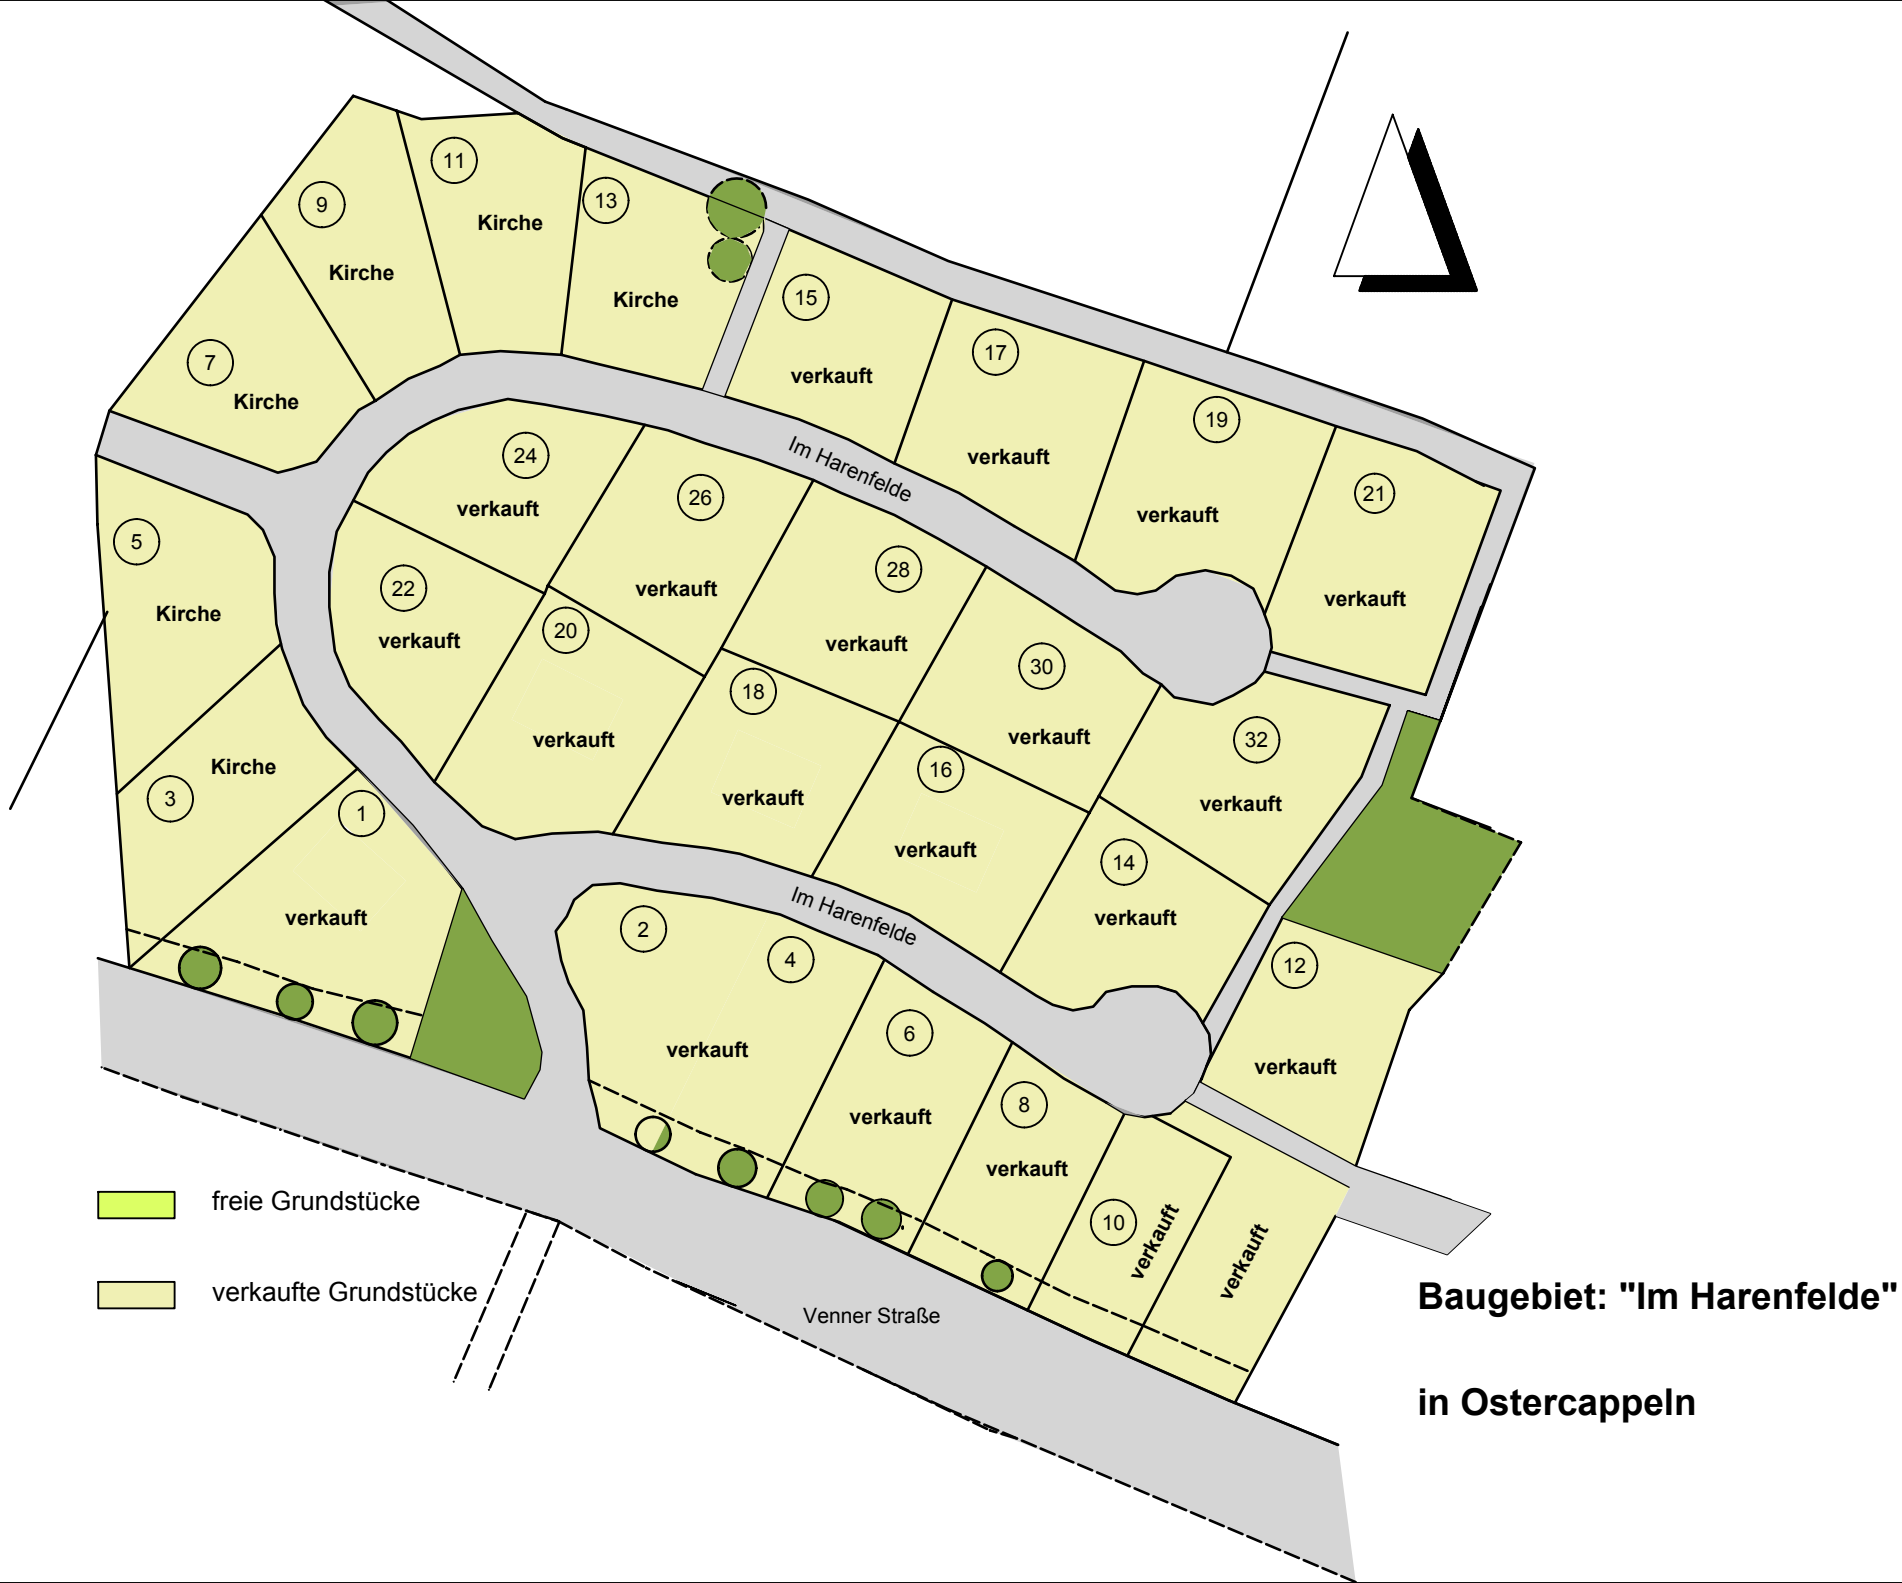 11
9
13
Kirche
Kirche
15
Kirche
17
7
verkauft
Kirche
19
24
Im Harenfelde
verkauft
21
26
verkauft
verkauft
5
28
22
verkauft
verkauft
Kirche
20
verkauft
verkauft
30
18
verkauft
verkauft
32
Kirche
16
3
verkauft
verkauft
1
verkauft
14
verkauft
Im Harenfelde
verkauft
2
4
12
6
verkauft
verkauft
8
verkauft
verkauft
10
verkauft
verkauft
freie Grundstücke
verkaufte Grundstücke
Venner Straße
Baugebiet: "Im Harenfelde"
in Ostercappeln